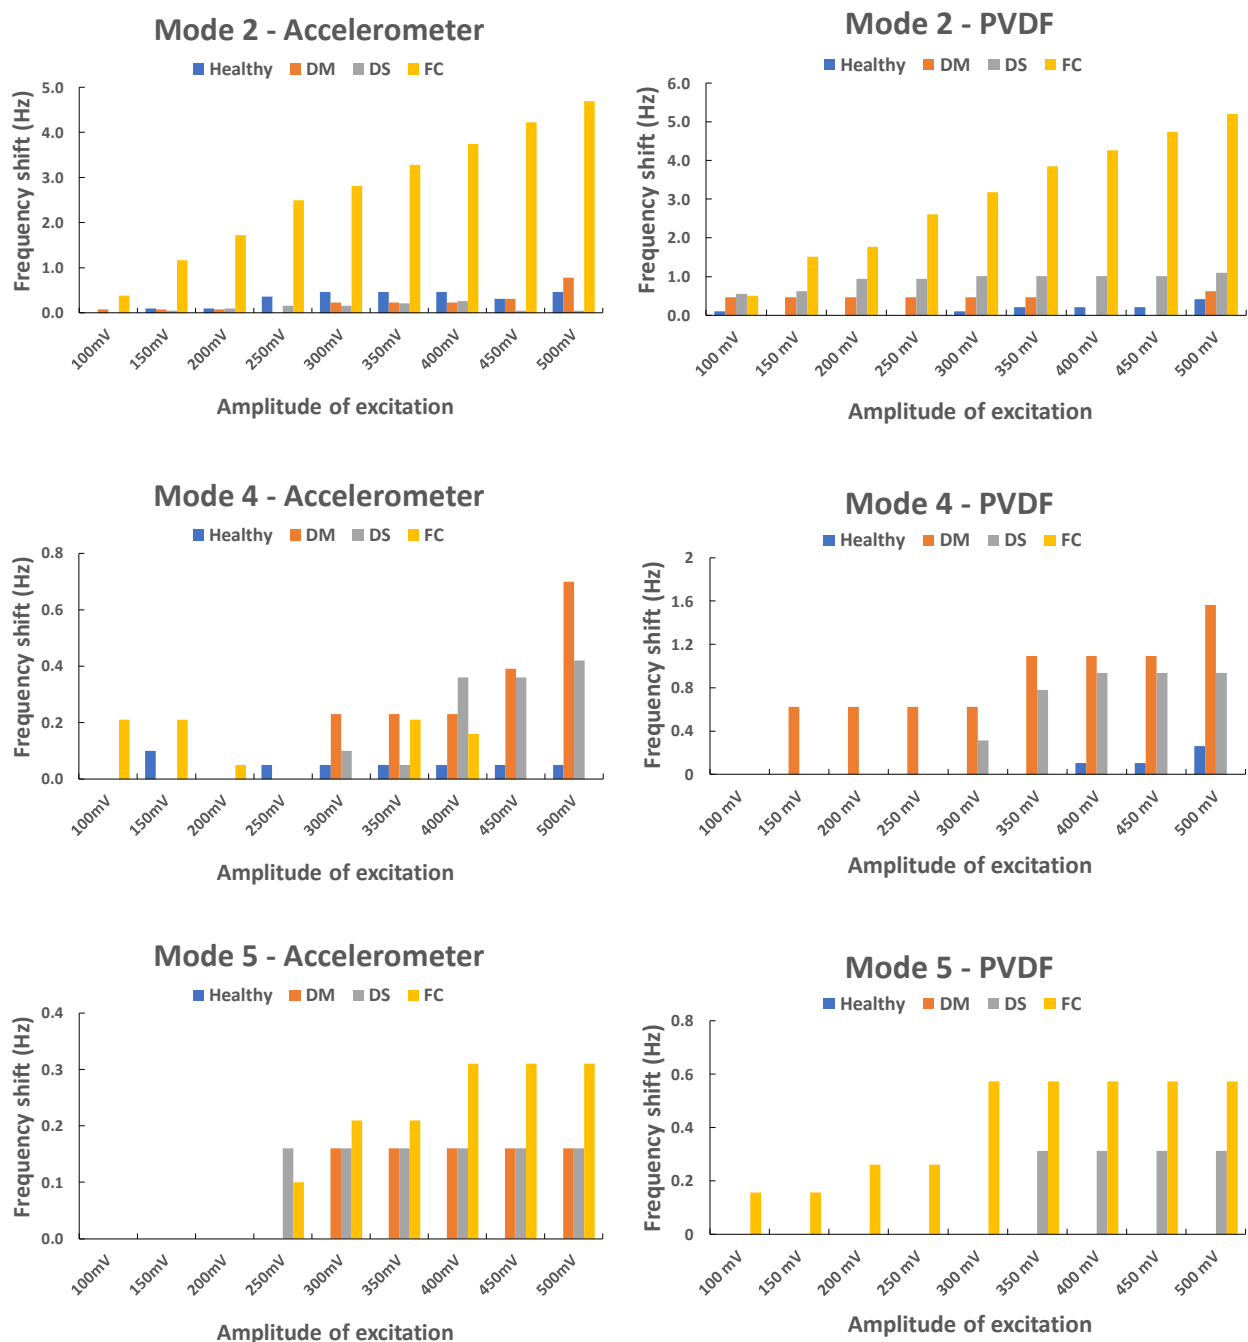 Mode 2 - Accelerometer
Healthy DM DS FC
Frequency shift (Hz)
5.0
4.0
3.0
2.0
1.0
0.0
100mV 150mV 200mV 250mV 300mV 350mV 400mV 450mV 500mV
Amplitude of excitation
Mode 2 - PVDF
Healthy DM DS FC
Frequency shift (Hz)
6.0
5.0
4.0
3.0
2.0
1.0
0.0
100 mV 150 mV 200 mV 250 mV 300 mV 350 mV 400 mV 450 mV 500 mV
Amplitude of excitation
Mode 4 - Accelerometer
Healthy DM DS FC
Frequency shift (Hz)
0.8
0.6
0.4
0.2
0.0
100mV 150mV 200mV 250mV 300mV 350mV 400mV 450mV 500mV
Amplitude of excitation
Mode 4 - PVDF
Healthy DM DS FC
Frequency shift (Hz)
2
1.6
1.2
0.8
0.4
0
100 mV 150 mV 200 mV 250 mV 300 mV 350 mV 400 mV 450 mV 500 mV
Amplitude of excitation
Mode 5 - Accelerometer
Healthy DM DS FC
Frequency shift (Hz)
0.4
0.3
0.2
0.1
0.0
100mV 150mV 200mV 250mV 300mV 350mV 400mV 450mV 500mV
Amplitude of excitation
Mode 5 - PVDF
Healthy DM DS FC
Frequency shift (Hz)
0.8
0.6
0.4
0.2
0
100 mV 150 mV 200 mV 250 mV 300 mV 350 mV 400 mV 450 mV 500 mV
Amplitude of excitation